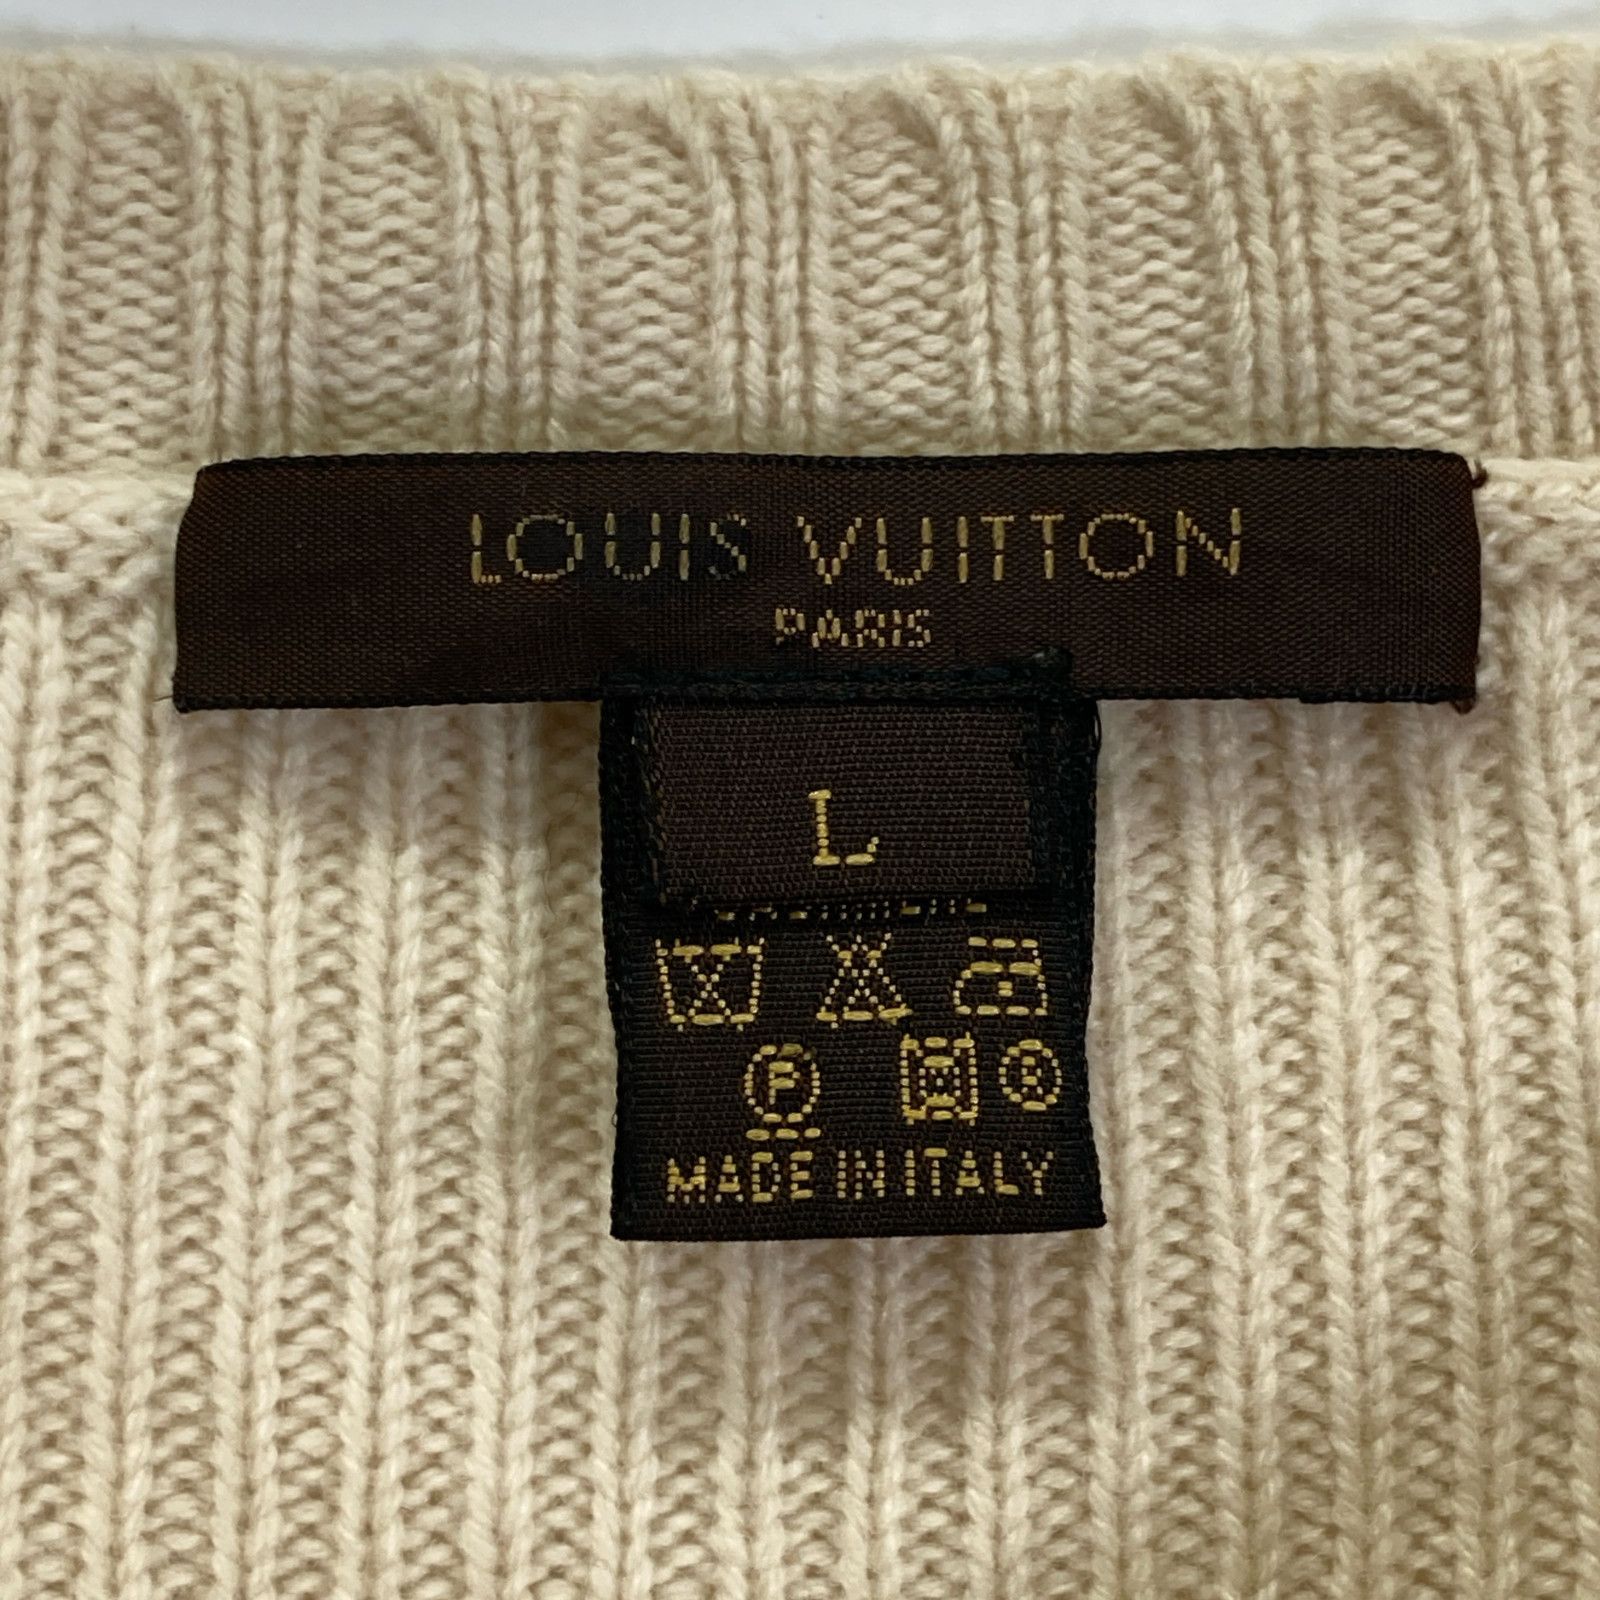 LOUIS VUITTON
PARIS
L
P
R
MADE IN ITALY